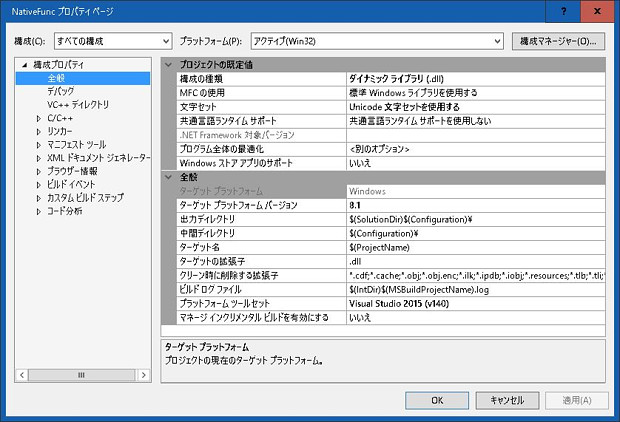 NativeFunc プロパティ ページ
構成(C): すべての構成 プラットフォーム(P): アクティブ(Win32) 構成マネージャー(O)...
構成プロパティ
全般
デバッグ
VC++ ディレクトリ
C/C++
リンカー
マニフェスト ツール
XML ドキュメント ジェネレーター
ブラウザー情報
ビルド イベント
カスタム ビルド ステップ
コード分析
プロジェクトの既定値
構成の種類 ダイナミック ライブラリ (.dll)
MFC の使用 標準 Windows ライブラリを使用する
文字セット Unicode 文字セットを使用する
共通言語ランタイム サポート 共通言語ランタイム サポートを使用しない
.NET Framework 対象バージョン
プログラム全体の最適化 <別のオプション>
Windows ストア アプリのサポート いいえ
全般
ターゲット プラットフォーム Windows
ターゲット プラットフォーム バージョン 8.1
出力ディレクトリ $(SolutionDir)$(Configuration)¥
中間ディレクトリ $(Configuration)¥
ターゲット名 $(ProjectName)
ターゲットの拡張子 .dll
クリーン時に削除する拡張子 *.cdf;*.cache;*.obj;*.obj.enc;*.ilk;*.ipdb;*.iobj;*.resources;*.tlb;*.tli;*
ビルド ログ ファイル $(IntDir)$(MSBuildProjectName).log
プラットフォーム ツールセット Visual Studio 2015 (v140)
マネージ インクリメンタル ビルドを有効にする いいえ
ターゲット プラットフォーム
プロジェクトの現在のターゲット プラットフォーム。
OK キャンセル 適用(A)